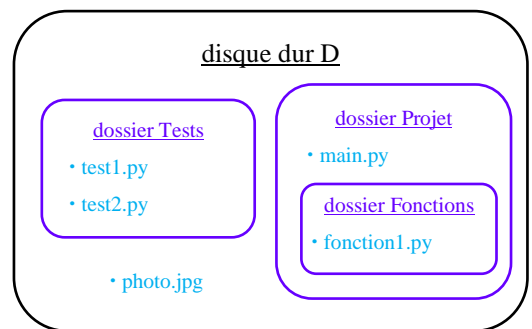 disque dur D
dossier Tests
· test1.py
· test2.py
dossier Projet
· main.py
dossier Fonctions
· fonction1.py
· photo.jpg